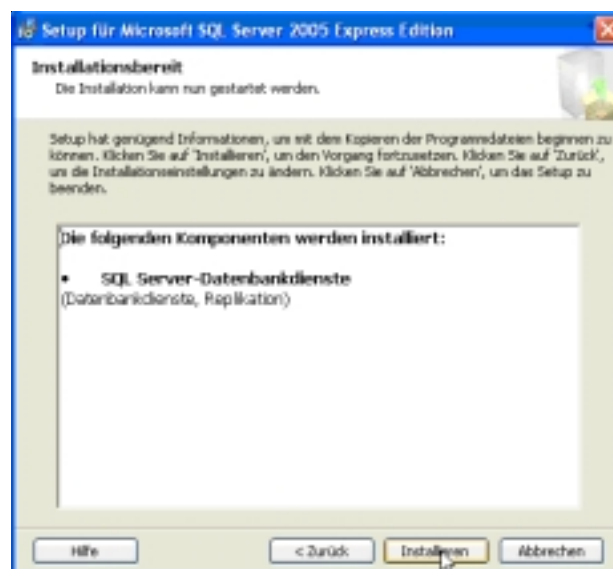 Setup für Microsoft SQL Server 2005 Express Edition
Installationsbereit
Die Installation kann nun gestartet werden.
Setup hat genügend Informationen, um mit dem Kopieren der Programmdateien beginnen zu
können. Klicken Sie auf 'Installieren', um den Vorgang fortzusetzen. Klicken Sie auf 'Zurück',
um die Installationseinstellungen zu ändern. Klicken Sie auf 'Abbrechen', um das Setup zu
beenden.
Die folgenden Komponenten werden installiert:
• SQL Server-Datenbankdienste
(Datenbankdienste, Replikation)
Hilfe
< Zurück
Installieren
Abbrechen